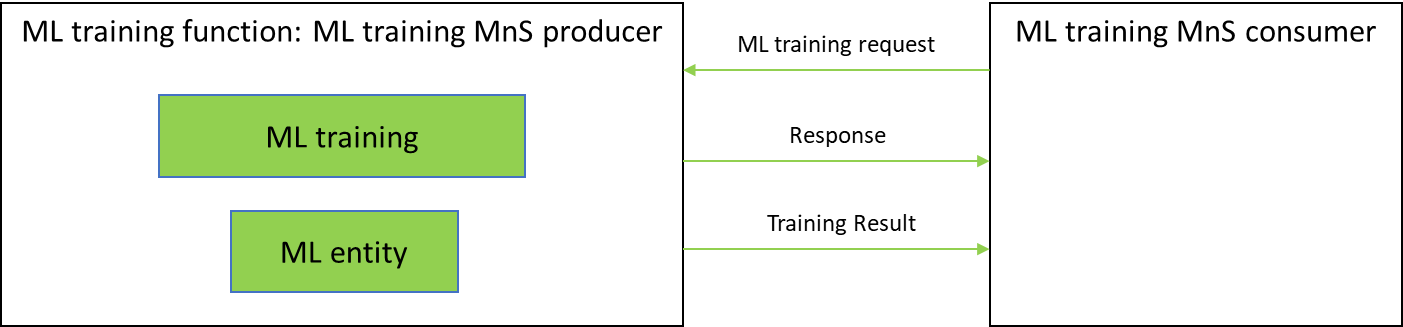 ML training function: ML training MnS producer
ML training
ML entity
ML training request
Response
Training Result
ML training MnS consumer